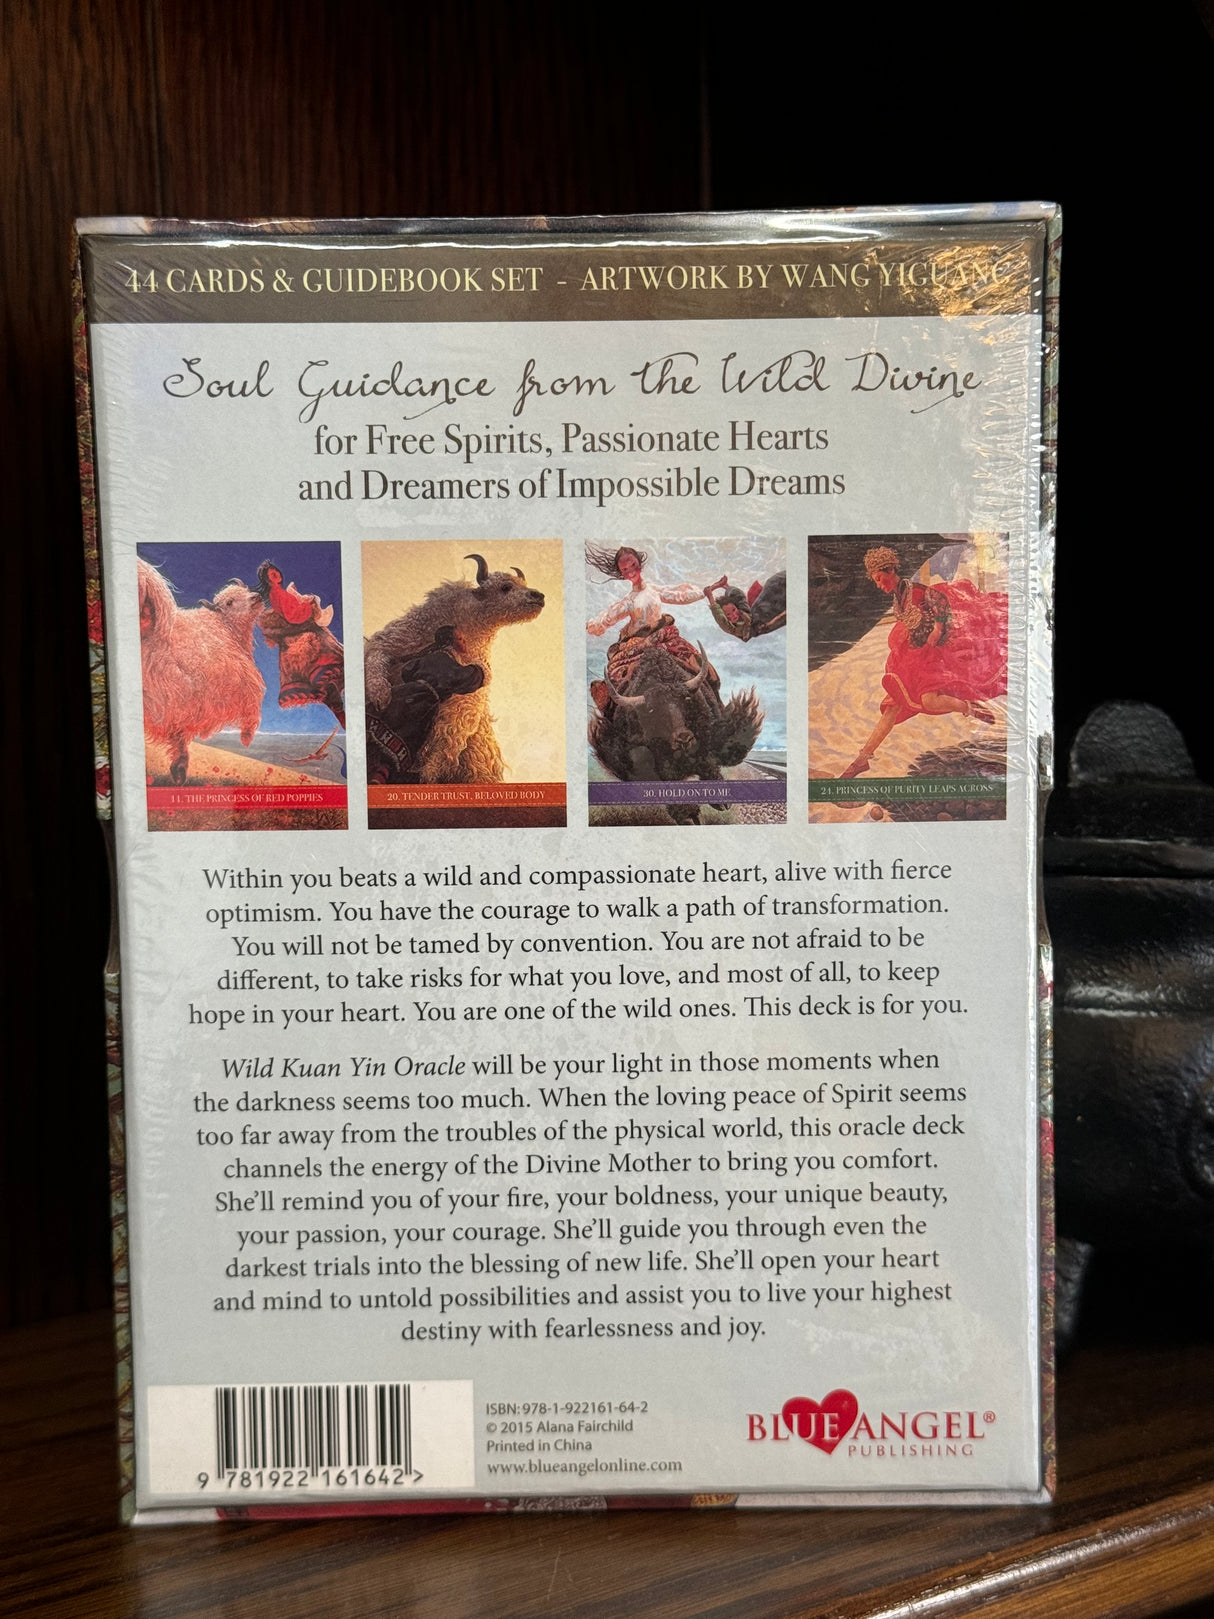 44 CARDS & GUIDEBOOK SET - ARTWORK BY WANG YIGUANG
Soul Guidance from the Wild Divine
for Free Spirits, Passionate Hearts
and Dreamers of Impossible Dreams
11. THE PRINCESS OF RED POPPIES
20. TENDER TRUST, BELOVED BODY
30. HOLD ON TO ME
24. PRINCESS OF PURITY LEAPS ACROSS
Within you beats a wild and compassionate heart, alive with fierce
optimism. You have the courage to walk a path of transformation.
You will not be tamed by convention. You are not afraid to be
different, to take risks for what you love, and most of all, to keep
hope in your heart. You are one of the wild ones. This deck is for you.
Wild Kuan Yin Oracle will be your light in those moments when
the darkness seems too much. When the loving peace of Spirit seems
too far away from the troubles of the physical world, this oracle deck
channels the energy of the Divine Mother to bring you comfort.
She'll remind you of your fire, your boldness, your unique beauty,
your passion, your courage. She'll guide you through even the
darkest trials into the blessing of new life. She'll open your heart
and mind to untold possibilities and assist you to live your highest
destiny with fearlessness and joy.
9 781922 161642 >
ISBN: 978-1-922161-64-2
© 2015 Alana Fairchild
Printed in China
www.blueangelonline.com
BLUE ANGEL®
PUBLISHING